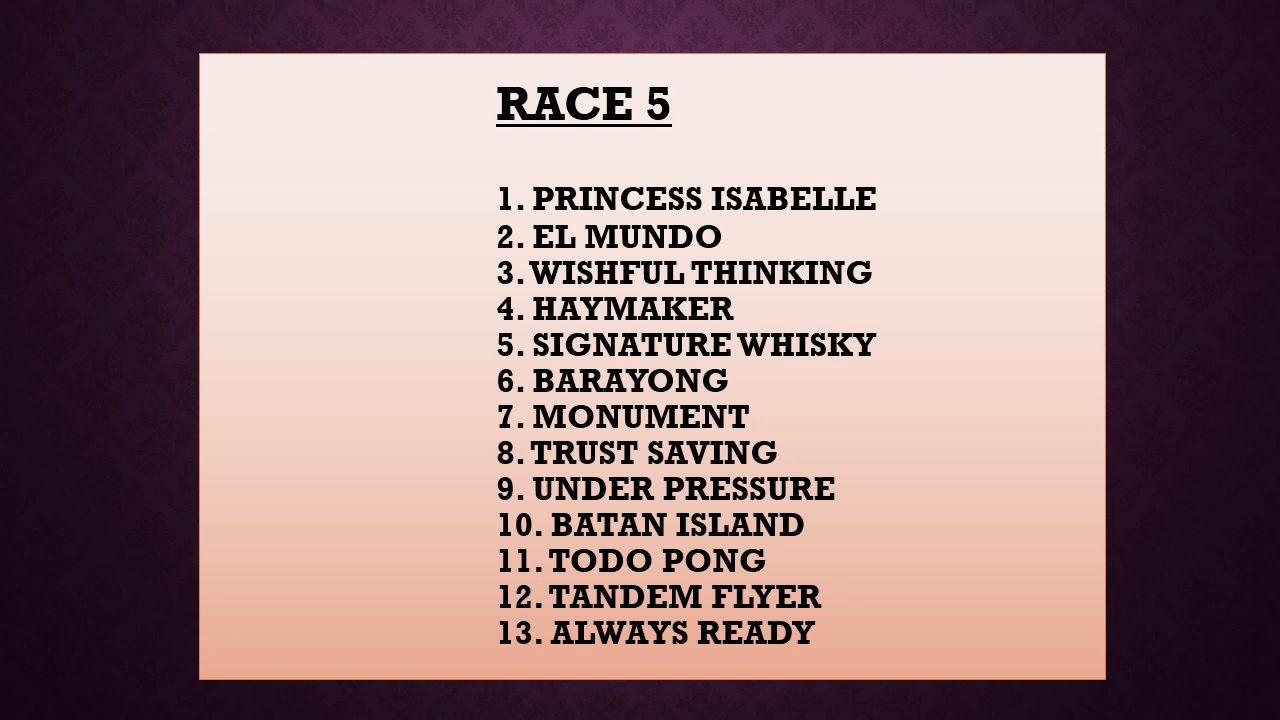 RACE 5
1. PRINCESS ISABELLE
2. EL MUNDO
3. WISHFUL THINKING
4. HAYMAKER
5. SIGNATURE WHISKY
6. BARAYONG
7. MONUMENT
8. TRUST SAVING
9. UNDER PRESSURE
10. BATAN ISLAND
11. TODO PONG
12. TANDEM FLYER
13. ALWAYS READY